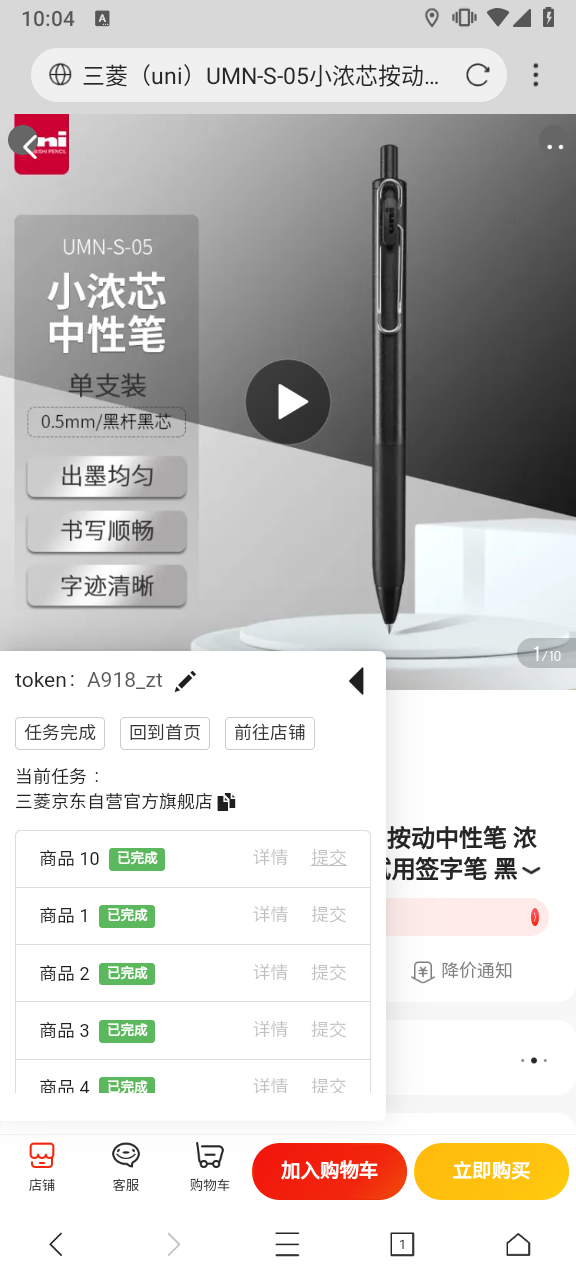 10:04
A
三菱（uni）UMN-S-05小浓芯按动...
uni
UMN-S-05
小浓芯
中性笔
单支装
0.5mm/黑杆黑芯
出墨均匀
书写顺畅
字迹清晰
1/10
token: A918_zt
任务完成 回到首页 前往店铺
当前任务：
三菱京东自营官方旗舰店
商品 10 已完成 详情 提交
商品 1 已完成 详情 提交
商品 2 已完成 详情 提交
商品 3 已完成 详情 提交
商品 4 已完成 详情 提交
按动中性笔 浓
试用签字笔 黑
降价通知
店铺 客服 购物车 加入购物车 立即购买
1